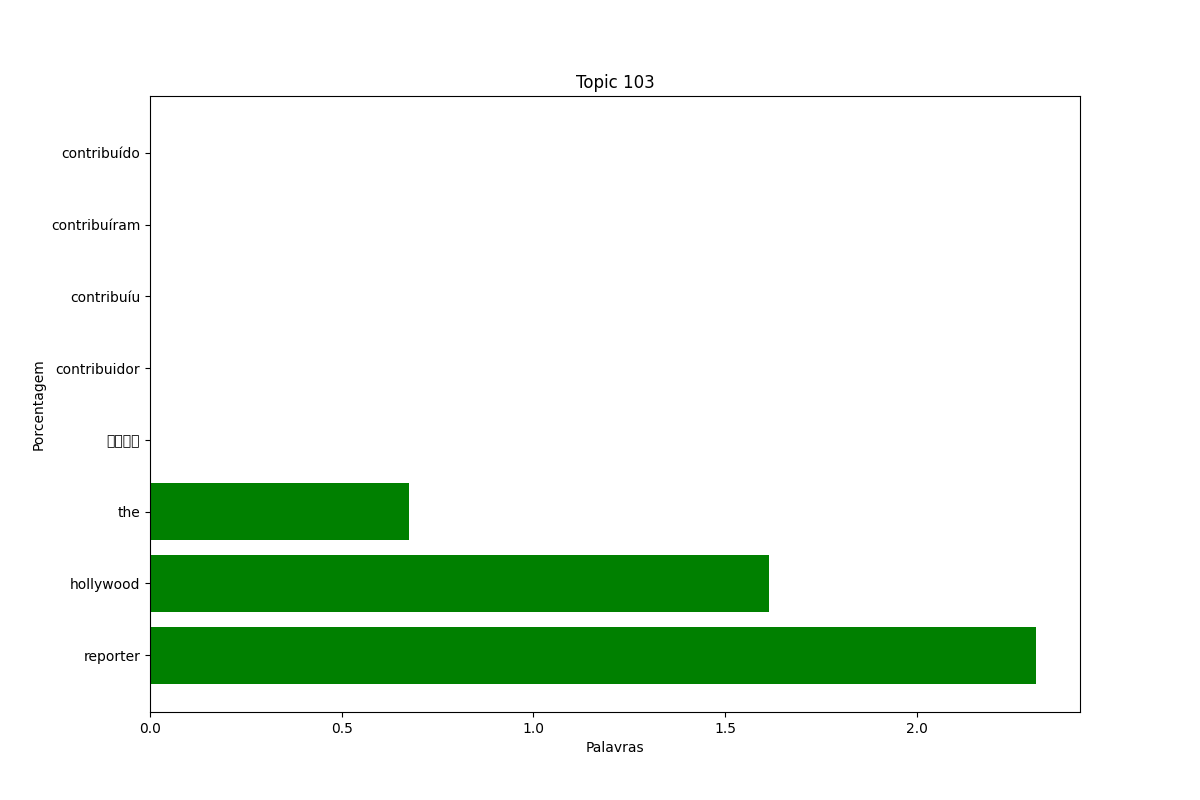 Topic 103
contribuído
contribuíram
contribuíu
contribuidor
the
hollywood
reporter
Porcentagem
0.0 0.5 1.0 1.5 2.0
Palavras